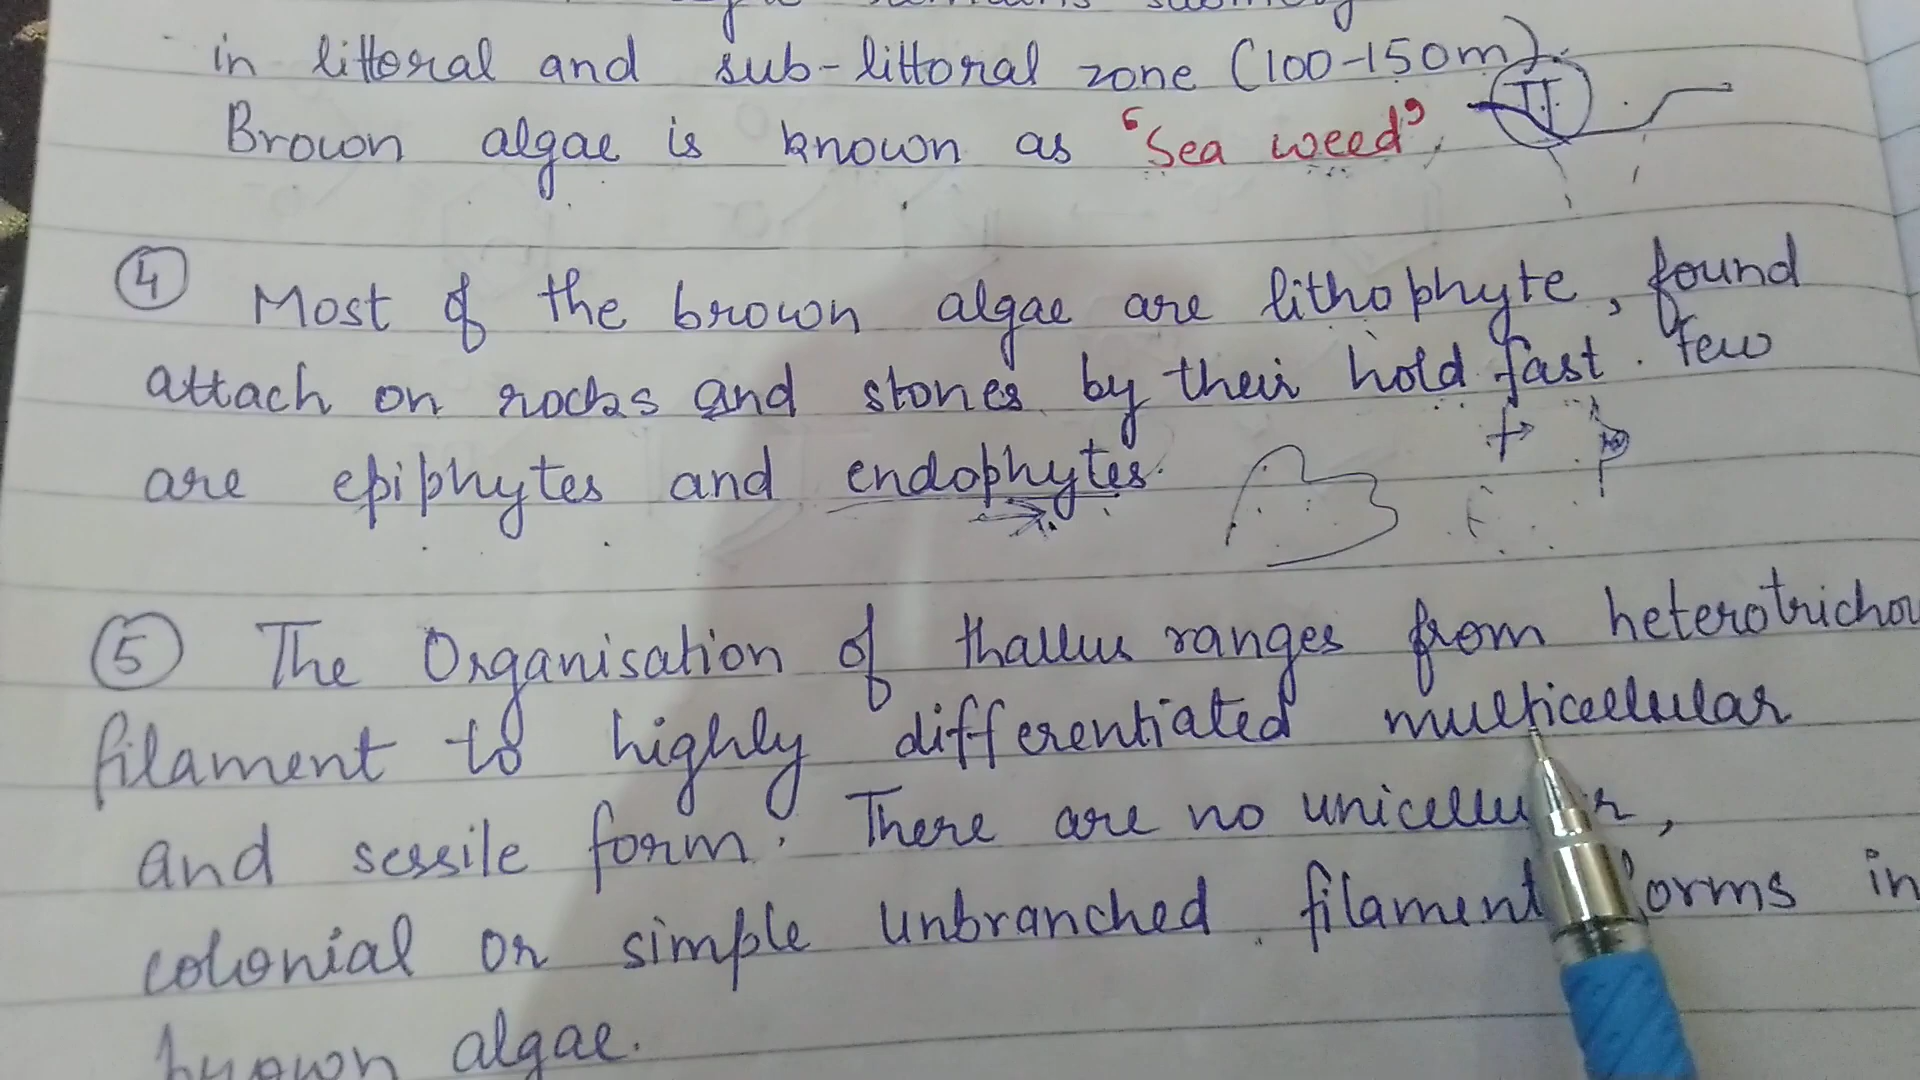 in littoral and sub-littoral zone (100-150m).
Brown algae is known as 'Sea weed',
④ Most of the brown algae are lithophyte, found
attach on rocks and stones by their hold fast. Few
are epiphytes and endophytes.
⑤ The Organisation of thallus ranges from heterotrichou
filament to highly differentiated multicellular
and sessile form. There are no unicellular,
colonial or simple unbranched filament forms in
brown algae.